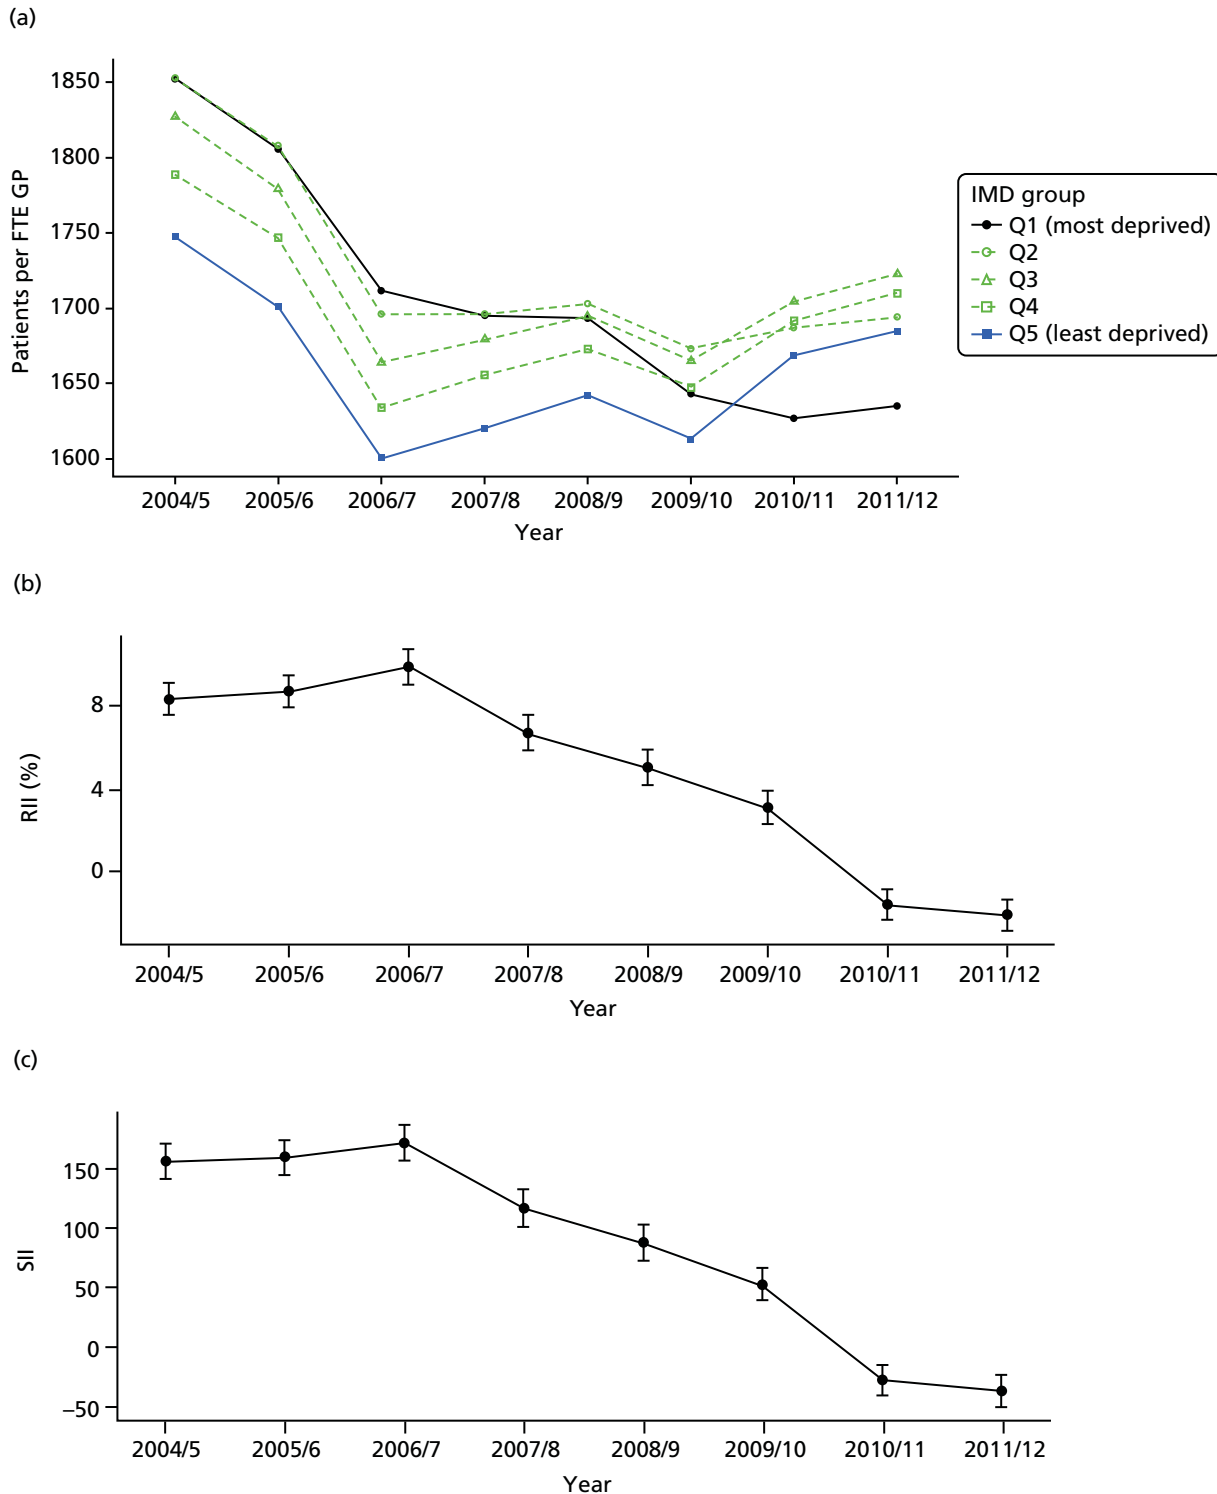 (a)
1850
1800
1750
1700
1650
1600
Patients per FTE GP
2004/5 2005/6 2006/7 2007/8 2008/9 2009/10 2010/11 2011/12
Year
IMD group
Q1 (most deprived)
Q2
Q3
Q4
Q5 (least deprived)
(b)
8
4
0
RII (%)
2004/5 2005/6 2006/7 2007/8 2008/9 2009/10 2010/11 2011/12
Year
(c)
150
100
50
0
–50
SII
2004/5 2005/6 2006/7 2007/8 2008/9 2009/10 2010/11 2011/12
Year